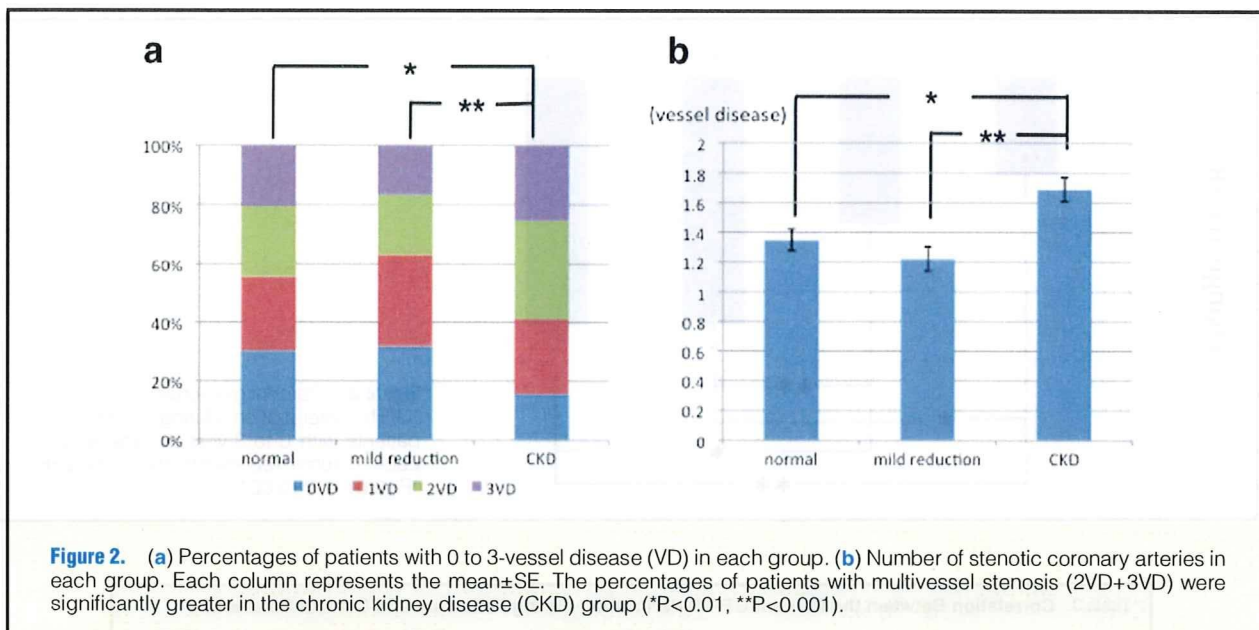 a
*
**
100%
80%
60%
40%
20%
0%
normal mild reduction CKD
0VD 1VD 2VD 3VD
b
(vessel disease)
*
**
2
1.8
1.6
1.4
1.2
1
0.8
0.6
0.4
0.2
0
normal mild reduction CKD
Figure 2. (a) Percentages of patients with 0 to 3-vessel disease (VD) in each group. (b) Number of stenotic coronary arteries in
each group. Each column represents the mean±SE. The percentages of patients with multivessel stenosis (2VD+3VD) were
significantly greater in the chronic kidney disease (CKD) group (*P<0.01, **P<0.001).